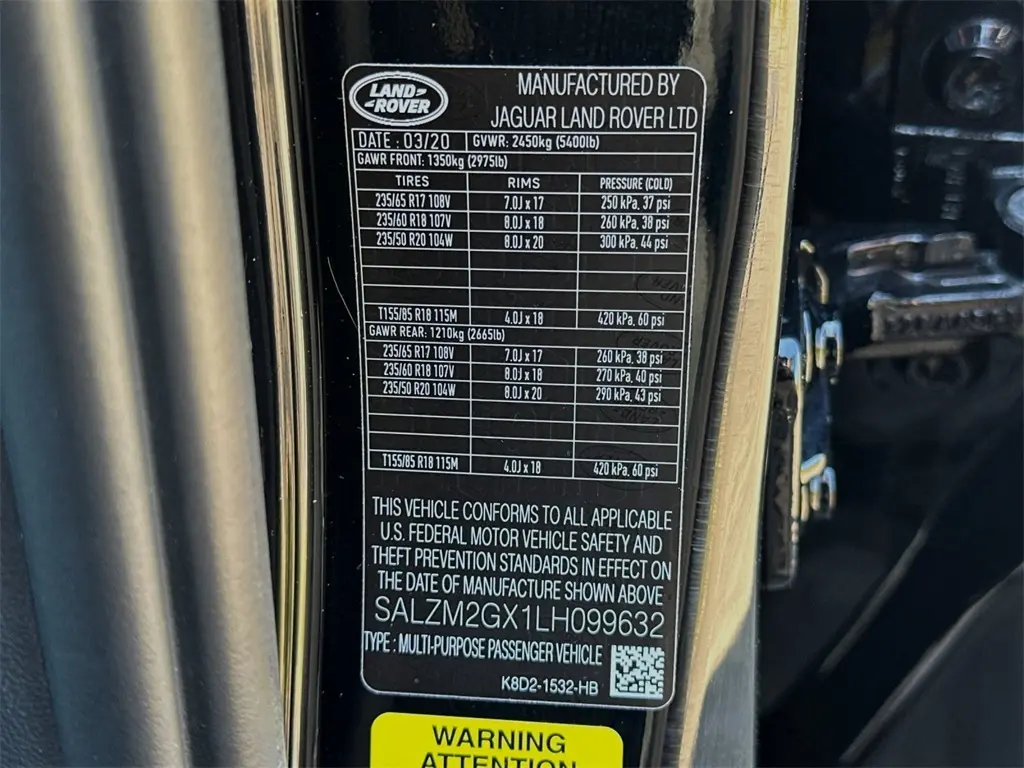 LAND-
-ROVER
MANUFACTURED BY
JAGUAR LAND ROVER LTD
DATE : 03/20 GVWR: 2450kg (5400lb)
GAWR FRONT: 1350kg (2975lb)
TIRES RIMS PRESSURE (COLD)
235/65 R17 108V 7.0J x 17 250 kPa, 37 psi
235/60 R18 107V 8.0J x 18 260 kPa, 38 psi
235/50 R20 104W 8.0J x 20 300 kPa, 44 psi
T155/85 R18 115M 4.0J x 18 420 kPa, 60 psi
GAWR REAR: 1210kg (2665lb)
235/65 R17 108V 7.0J x 17 260 kPa, 38 psi
235/60 R18 107V 8.0J x 18 270 kPa, 40 psi
235/50 R20 104W 8.0J x 20 290 kPa, 43 psi
T155/85 R18 115M 4.0J x 18 420 kPa, 60 psi
THIS VEHICLE CONFORMS TO ALL APPLICABLE
U.S. FEDERAL MOTOR VEHICLE SAFETY AND
THEFT PREVENTION STANDARDS IN EFFECT ON
THE DATE OF MANUFACTURE SHOWN ABOVE
SALZM2GX1LH099632
TYPE : MULTI-PURPOSE PASSENGER VEHICLE
K8D2-1532-HB
WARNING
ATTENTION